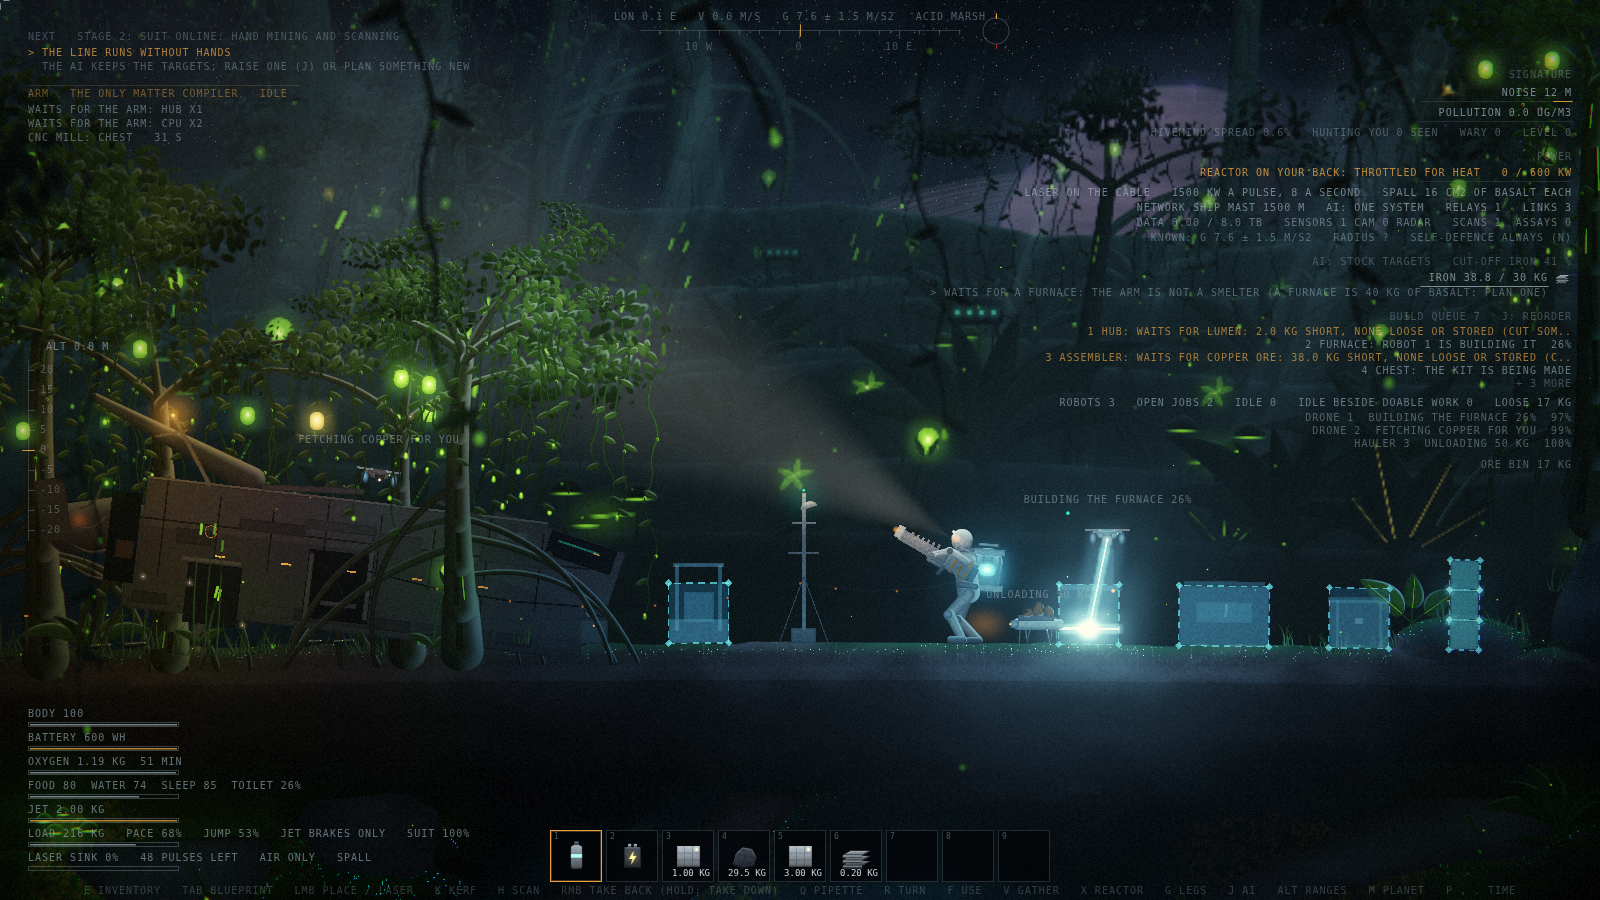 LON 0.1 E   V 0.0 M/S   G 7.6 ± 1.5 M/S2   ACID MARSH
10 W   0   10 E
NEXT   STAGE 2: SUIT ONLINE: HAND MINING AND SCANNING
> THE LINE RUNS WITHOUT HANDS
THE AI KEEPS THE TARGETS; RAISE ONE (J) OR PLAN SOMETHING NEW
ARM   THE ONLY MATTER COMPILER   IDLE
WAITS FOR THE ARM: HUB X1
WAITS FOR THE ARM: CPU X2
CNC MILL: CHEST   31 S
SIGNATURE
NOISE 12 M
POLLUTION 0.0 UG/M3
HIVEMIND SPREAD 0.6%   HUNTING YOU 0 SEEN   WARY 0   LEVEL 0
POWER
REACTOR ON YOUR BACK: THROTTLED FOR HEAT   0 / 600 KW
LASER ON THE CABLE   1500 KW A PULSE, 8 A SECOND   SPALL 16 CM2 OF BASALT EACH
NETWORK SHIP MAST 1500 M   AI: ONE SYSTEM   RELAYS 1   LINKS 3
DATA 0.00 / 8.0 TB   SENSORS 1 CAM 0 RADAR   SCANS 1   ASSAYS 0
KNOWN: G 7.6 ± 1.5 M/S2   RADIUS ?   SELF-DEFENCE ALWAYS (N)
AI: STOCK TARGETS   CUT-OFF IRON 41
IRON 38.8 / 30 KG
> WAITS FOR A FURNACE: THE ARM IS NOT A SMELTER (A FURNACE IS 40 KG OF BASALT: PLAN ONE)
BUILD QUEUE 7   J: REORDER
1 HUB: WAITS FOR LUMEN: 2.0 KG SHORT, NONE LOOSE OR STORED (CUT SOM..
2 FURNACE: ROBOT 1 IS BUILDING IT   26%
3 ASSEMBLER: WAITS FOR COPPER ORE: 38.0 KG SHORT, NONE LOOSE OR STORED (C..
4 CHEST: THE KIT IS BEING MADE
+ 3 MORE
ROBOTS 3   OPEN JOBS 2   IDLE 0   IDLE BESIDE DOABLE WORK 0   LOOSE 17 KG
DRONE 1   BUILDING THE FURNACE 26%   97%
DRONE 2   FETCHING COPPER FOR YOU   99%
HAULER 3   UNLOADING 50 KG   100%
ORE BIN 17 KG
ALT 0.0 M
20
15
10
5
0
-5
-10
-15
-20
FETCHING COPPER FOR YOU
BUILDING THE FURNACE 26%
UNLOADING 50 KG
BODY 100
BATTERY 600 WH
OXYGEN 1.19 KG   51 MIN
FOOD 80   WATER 74   SLEEP 85   TOILET 26%
JET 2.00 KG
LOAD 216 KG   PACE 68%   JUMP 53%   JET BRAKES ONLY   SUIT 100%
LASER SINK 0%   48 PULSES LEFT   AIR ONLY   SPALL
1   2   3   4   5   6   7   8   9
1.00 KG   29.5 KG   3.00 KG   0.20 KG
E INVENTORY   TAB BLUEPRINT   LMB PLACE / LASER   K KERF   H SCAN   RMB TAKE BACK (HOLD: TAKE DOWN)   Q PIPETTE   R TURN   F USE   V GATHER   X REACTOR   G LEGS   J AI   ALT RANGES   M PLANET   P , . TIME